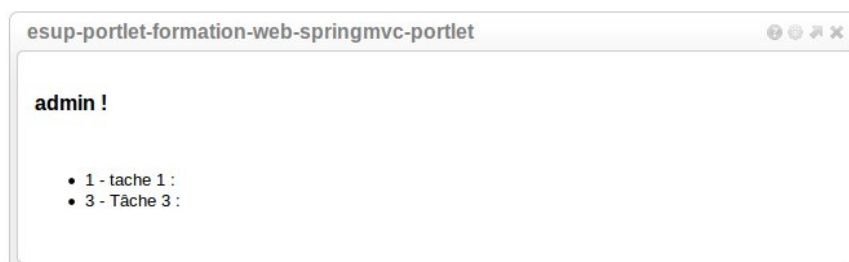 esup-portlet-formation-web-springmvc-portlet
admin !
1 - tache 1 :
3 - Tâche 3 :